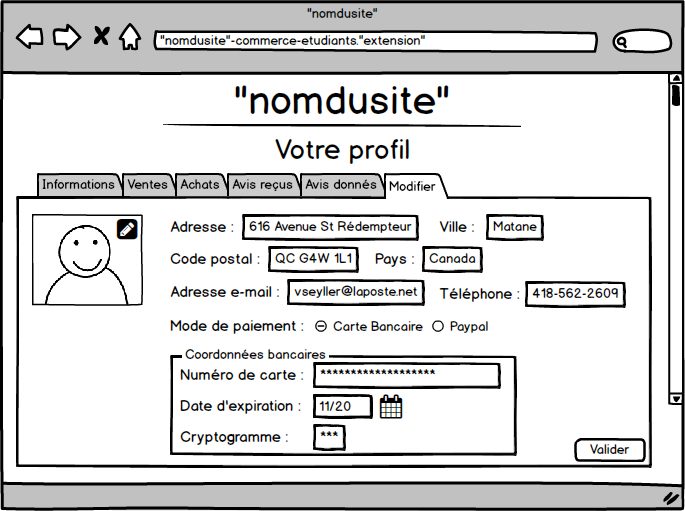 "nomdusite"
"nomdusite"-commerce-etudiants."extension"
"nomdusite"
Votre profil
Informations Ventes Achats Avis reçus Avis donnés Modifier
Adresse : 616 Avenue St Rédempteur Ville : Matane
Code postal : QC G4W 1L1 Pays : Canada
Adresse e-mail : vseyller@laposte.net Téléphone : 418-562-2609
Mode de paiement : Carte Bancaire Paypal
Coordonnées bancaires
Numéro de carte : *******************
Date d'expiration : 11/20
Cryptogramme : ***
Valider